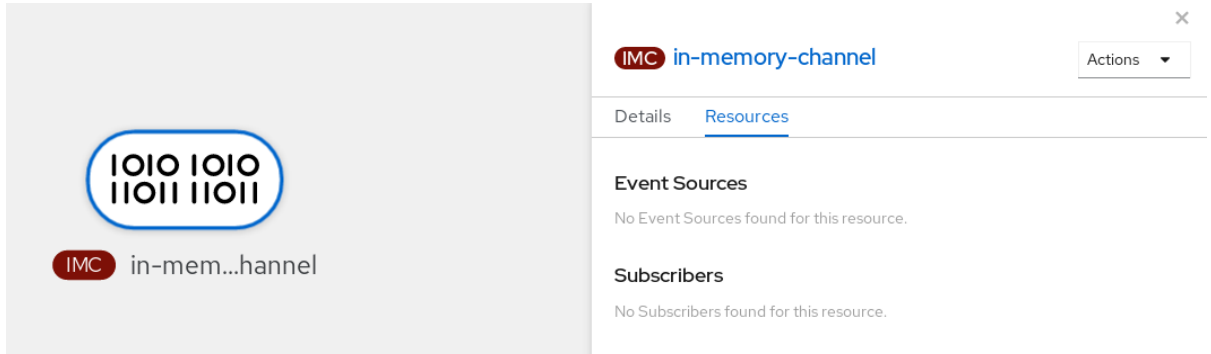 1010 1010
11011 11011
IMC in-mem...hannel
IMC in-memory-channel
Actions
Details Resources
Event Sources
No Event Sources found for this resource.
Subscribers
No Subscribers found for this resource.